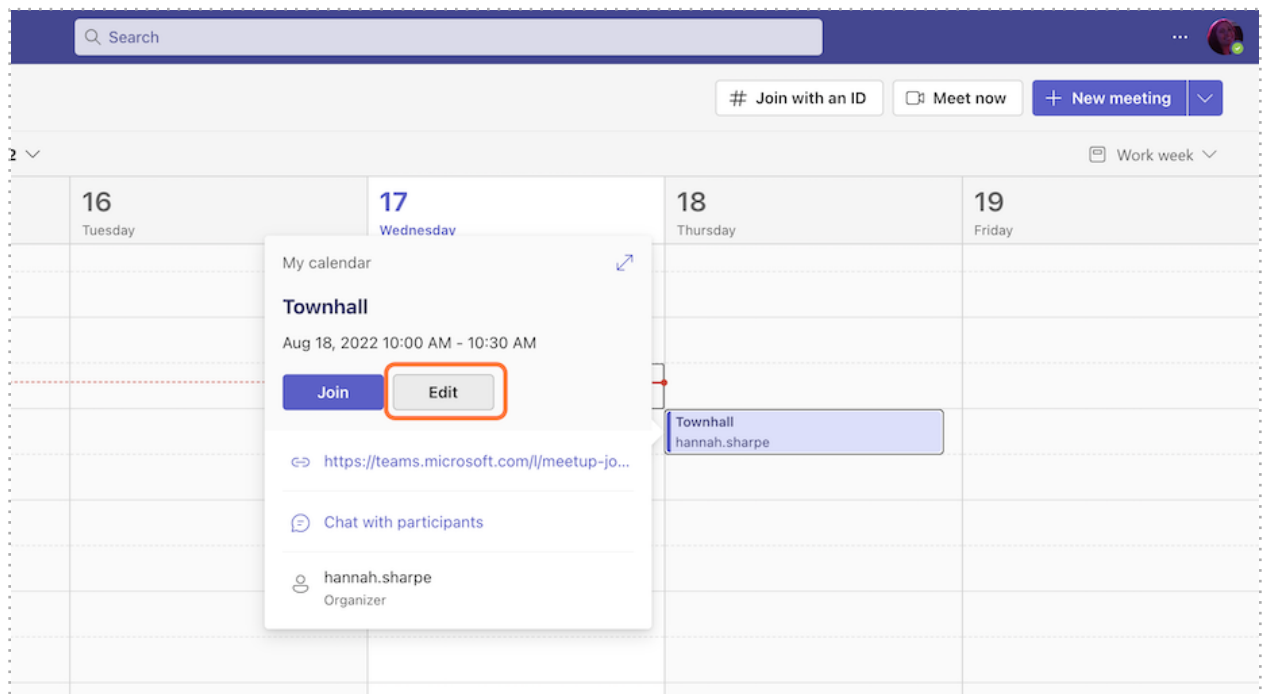 Search
...
# Join with an ID
Meet now
+ New meeting
2
Work week
16
Tuesday
17
Wednesday
18
Thursday
19
Friday
My calendar
Townhall
Aug 18, 2022 10:00 AM - 10:30 AM
Join
Edit
https://teams.microsoft.com/l/meetup-jo...
Chat with participants
hannah.sharpe
Organizer
Townhall
hannah.sharpe